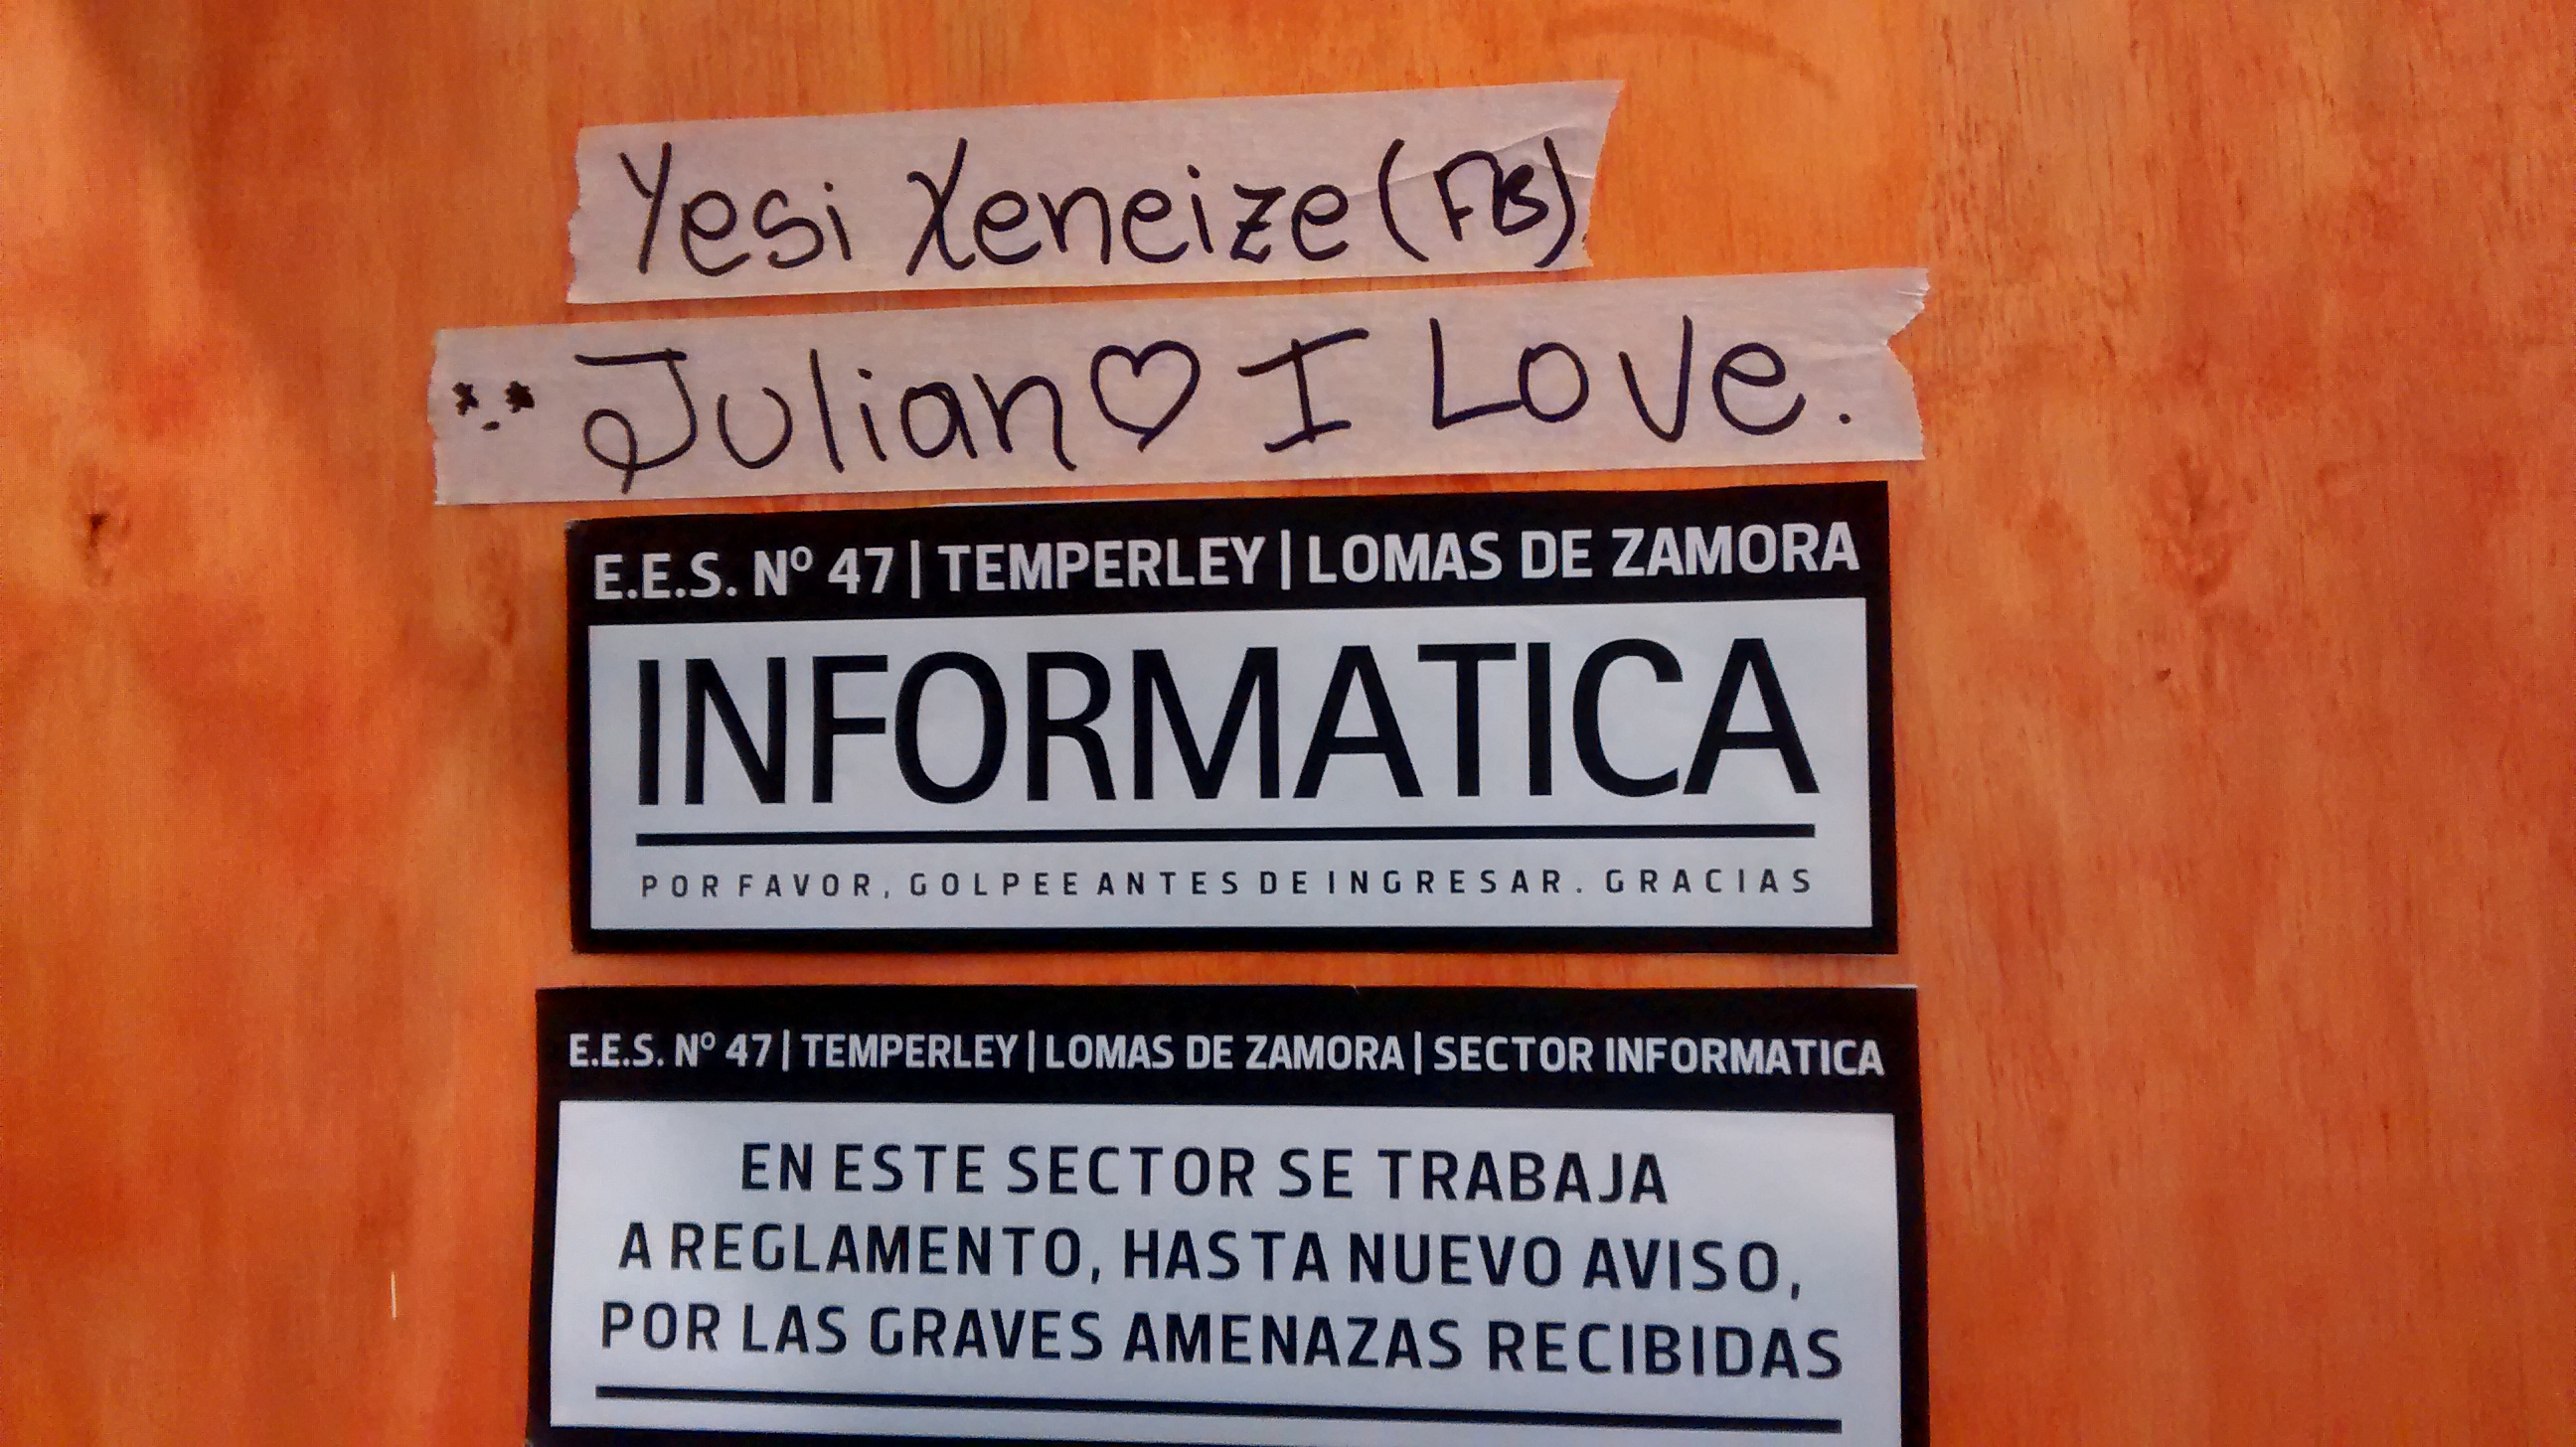 Yesi Xeneize (FB)
*.* Julian ♡ I Love.
E.E.S. Nº 47 | TEMPERLEY | LOMAS DE ZAMORA
INFORMATICA
POR FAVOR, GOLPEE ANTES DE INGRESAR. GRACIAS
E.E.S. Nº 47 | TEMPERLEY | LOMAS DE ZAMORA | SECTOR INFORMATICA
EN ESTE SECTOR SE TRABAJA
A REGLAMENTO, HASTA NUEVO AVISO,
POR LAS GRAVES AMENAZAS RECIBIDAS